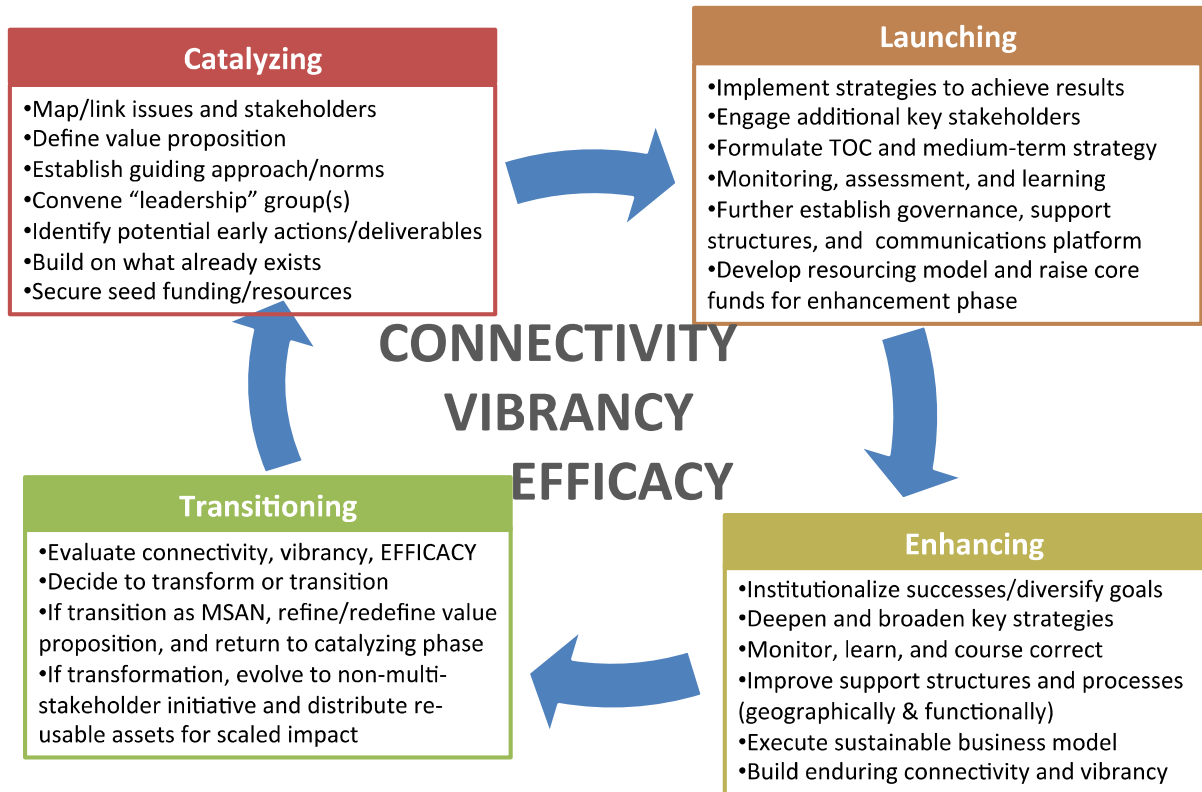 Catalyzing
•Map/link issues and stakeholders
•Define value proposition
•Establish guiding approach/norms
•Convene “leadership” group(s)
•Identify potential early actions/deliverables
•Build on what already exists
•Secure seed funding/resources
Launching
•Implement strategies to achieve results
•Engage additional key stakeholders
•Formulate TOC and medium-term strategy
•Monitoring, assessment, and learning
•Further establish governance, support
structures, and  communications platform
•Develop resourcing model and raise core
funds for enhancement phase
CONNECTIVITY
VIBRANCY
EFFICACY
Transitioning
•Evaluate connectivity, vibrancy, EFFICACY
•Decide to transform or transition
•If transition as MSAN, refine/redefine value
proposition, and return to catalyzing phase
•If transformation, evolve to non-multi-
stakeholder initiative and distribute re-
usable assets for scaled impact
Enhancing
•Institutionalize successes/diversify goals
•Deepen and broaden key strategies
•Monitor, learn, and course correct
•Improve support structures and processes
(geographically & functionally)
•Execute sustainable business model
•Build enduring connectivity and vibrancy